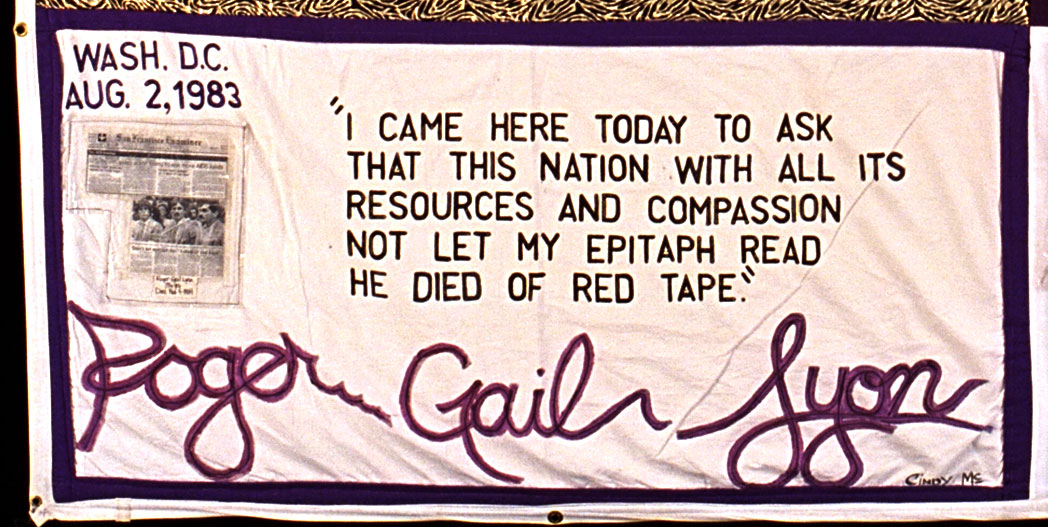 WASH. D.C.
AUG. 2, 1983
San Francisco Examiner
"I CAME HERE TODAY TO ASK
THAT THIS NATION WITH ALL ITS
RESOURCES AND COMPASSION
NOT LET MY EPITAPH READ
HE DIED OF RED TAPE."
Roger Gail Lyon
CINDY MC